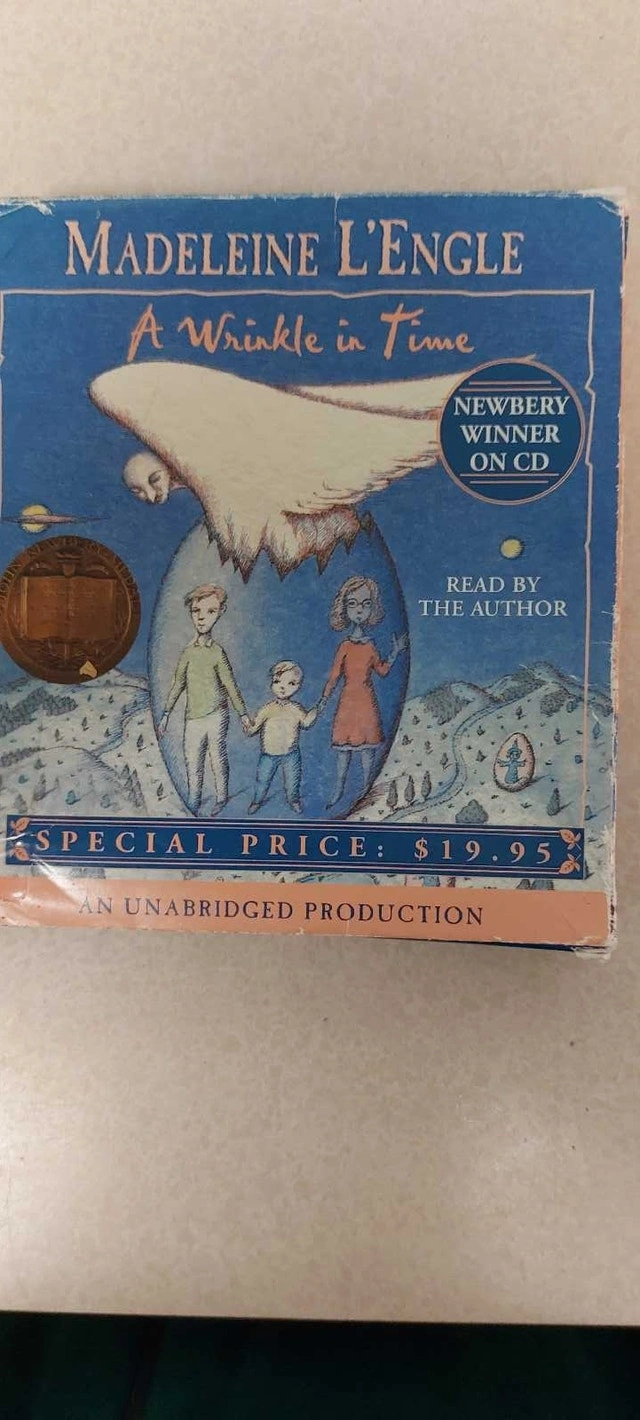 MADELEINE L'ENGLE
A Wrinkle in Time
NEWBERY
WINNER
ON CD
READ BY
THE AUTHOR
SPECIAL PRICE: $19.95
AN UNABRIDGED PRODUCTION